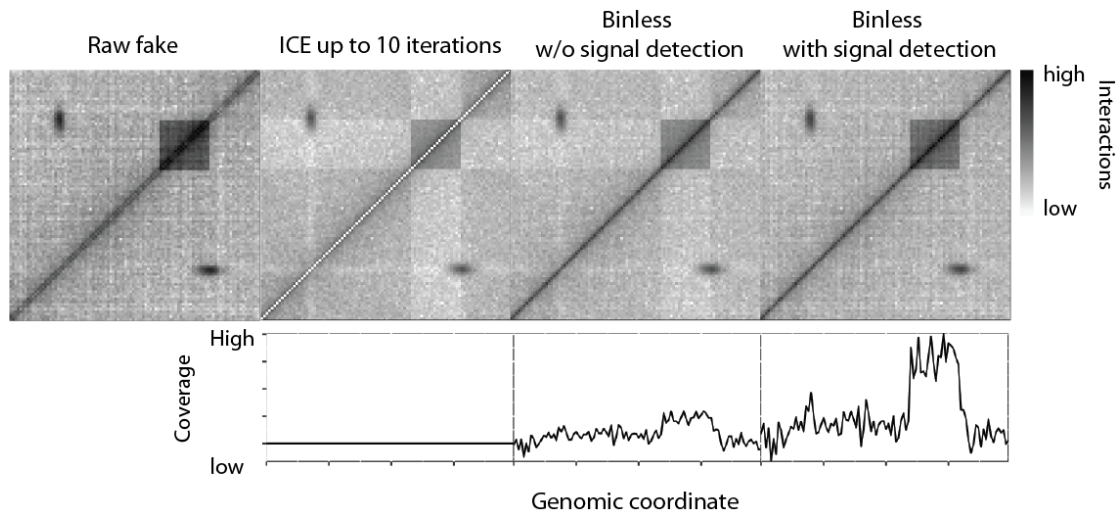 Raw fake
ICE up to 10 iterations
Binless
w/o signal detection
Binless
with signal detection
high
Interactions
low
High
Coverage
low
Genomic coordinate